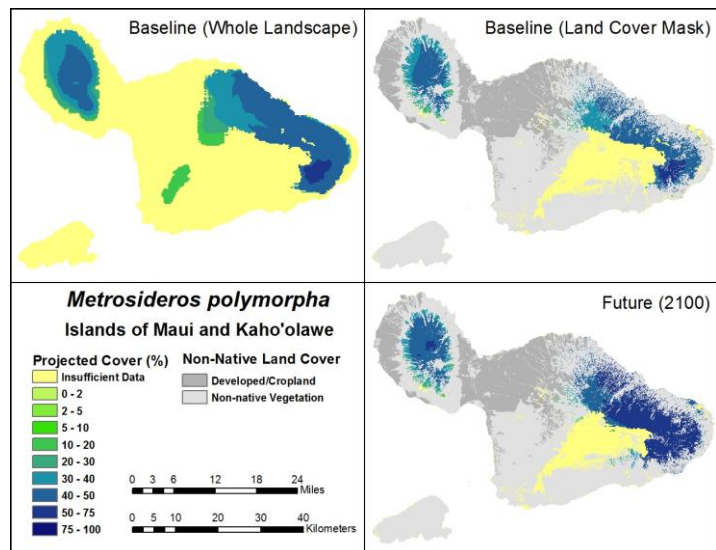 Baseline (Whole Landscape)
Baseline (Land Cover Mask)
Metrosideros polymorpha
Islands of Maui and Kaho'olawe
Projected Cover (%)
Insufficient Data
0 - 2
2 - 5
5 - 10
10 - 20
20 - 30
30 - 40
40 - 50
50 - 75
75 - 100
Non-Native Land Cover
Developed/Cropland
Non-native Vegetation
0 3 6 12 18 24
Miles
0 5 10 20 30 40
Kilometers
Future (2100)